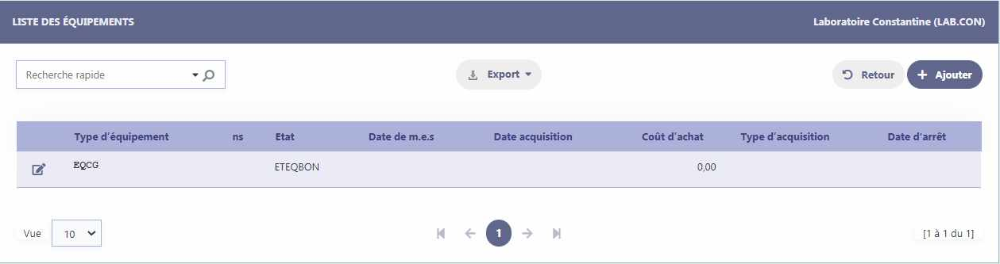 LISTE DES ÉQUIPEMENTS Laboratoire Constantine (LAB.CON)
Recherche rapide Export Retour Ajouter
Type d'équipement ns Etat Date de m.e.s Date acquisition Coût d'achat Type d'acquisition Date d'arrêt
EQCG ETEQBON 0,00
Vue 10 1 [1 à 1 du 1]